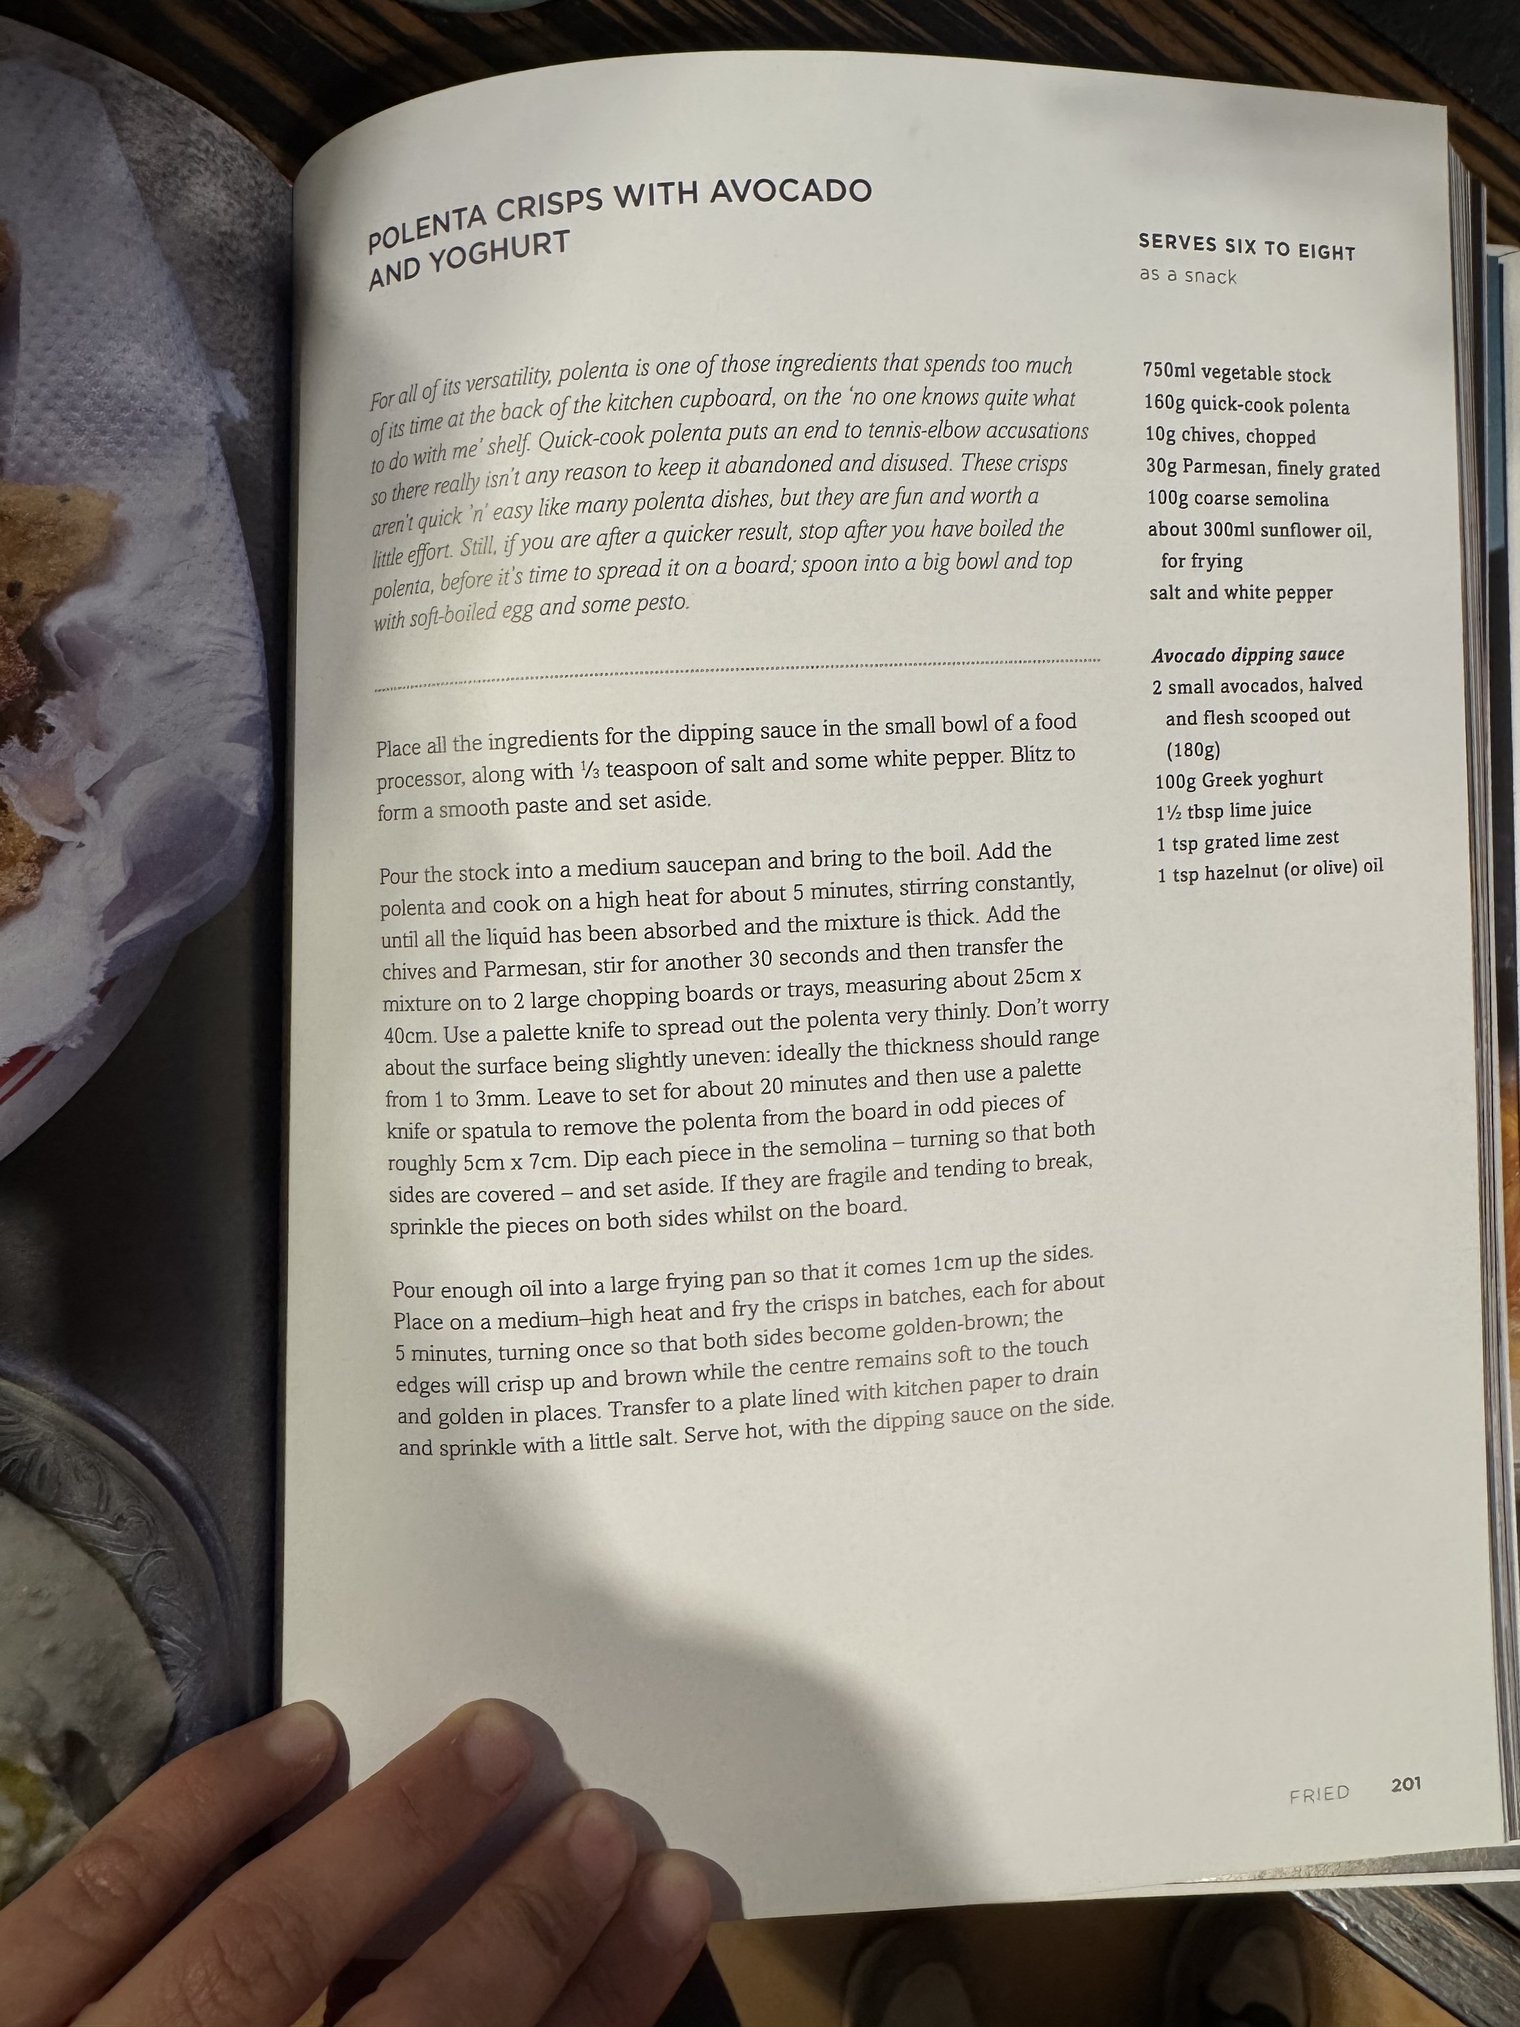 POLENTA CRISPS WITH AVOCADO
AND YOGHURT
For all of its versatility, polenta is one of those ingredients that spends too much
of its time at the back of the kitchen cupboard, on the ‘no one knows quite what
to do with me’ shelf. Quick-cook polenta puts an end to tennis-elbow accusations
so there really isn’t any reason to keep it abandoned and disused. These crisps
aren’t quick ’n’ easy like many polenta dishes, but they are fun and worth a
little effort. Still, if you are after a quicker result, stop after you have boiled the
polenta, before it’s time to spread it on a board; spoon into a big bowl and top
with soft-boiled egg and some pesto.
Place all the ingredients for the dipping sauce in the small bowl of a food
processor, along with ⅓ teaspoon of salt and some white pepper. Blitz to
form a smooth paste and set aside.
Pour the stock into a medium saucepan and bring to the boil. Add the
polenta and cook on a high heat for about 5 minutes, stirring constantly,
until all the liquid has been absorbed and the mixture is thick. Add the
chives and Parmesan, stir for another 30 seconds and then transfer the
mixture on to 2 large chopping boards or trays, measuring about 25cm x
40cm. Use a palette knife to spread out the polenta very thinly. Don’t worry
about the surface being slightly uneven: ideally the thickness should range
from 1 to 3mm. Leave to set for about 20 minutes and then use a palette
knife or spatula to remove the polenta from the board in odd pieces of
roughly 5cm x 7cm. Dip each piece in the semolina – turning so that both
sides are covered – and set aside. If they are fragile and tending to break,
sprinkle the pieces on both sides whilst on the board.
Pour enough oil into a large frying pan so that it comes 1cm up the sides.
Place on a medium–high heat and fry the crisps in batches, each for about
5 minutes, turning once so that both sides become golden-brown; the
edges will crisp up and brown while the centre remains soft to the touch
and golden in places. Transfer to a plate lined with kitchen paper to drain
and sprinkle with a little salt. Serve hot, with the dipping sauce on the side.
SERVES SIX TO EIGHT
as a snack
750ml vegetable stock
160g quick-cook polenta
10g chives, chopped
30g Parmesan, finely grated
100g coarse semolina
about 300ml sunflower oil,
for frying
salt and white pepper
Avocado dipping sauce
2 small avocados, halved
and flesh scooped out
(180g)
100g Greek yoghurt
1½ tbsp lime juice
1 tsp grated lime zest
1 tsp hazelnut (or olive) oil
FRIED 201